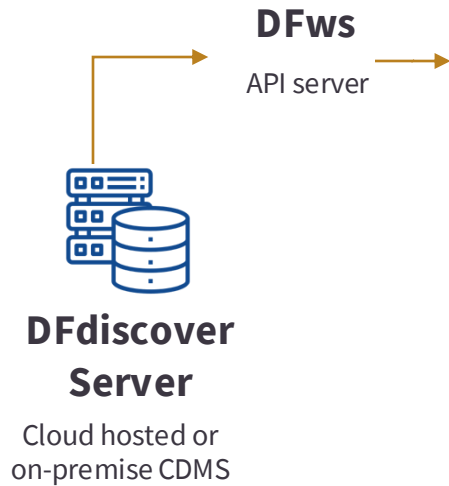 DFws
API server
DFdiscover
Server
Cloud hosted or
on-premise CDMS